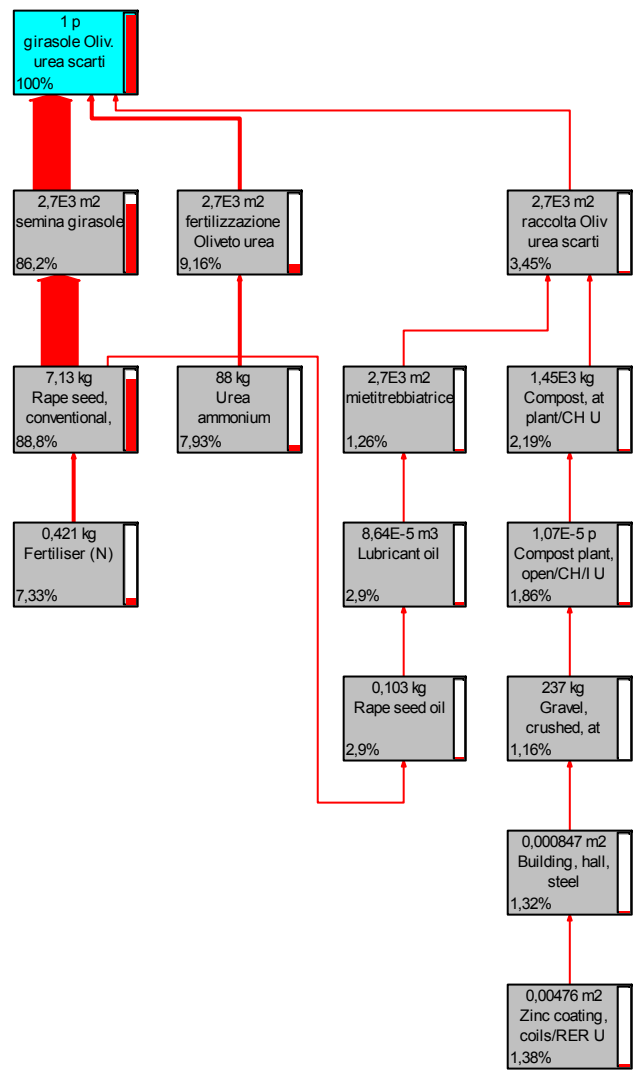 1 p
girasole Oliv.
urea scarti
100%
2,7E3 m2
semina girasole
86,2%
2,7E3 m2
fertilizzazione
Oliveto urea
9,16%
2,7E3 m2
raccolta Oliv
urea scarti
3,45%
7,13 kg
Rape seed,
conventional,
88,8%
88 kg
Urea
ammonium
7,93%
2,7E3 m2
mietitrebbiatrice
1,26%
1,45E3 kg
Compost, at
plant/CH U
2,19%
0,421 kg
Fertiliser (N)
7,33%
8,64E-5 m3
Lubricant oil
2,9%
1,07E-5 p
Compost plant,
open/CH/I U
1,86%
0,103 kg
Rape seed oil
2,9%
237 kg
Gravel,
crushed, at
1,16%
0,000847 m2
Building, hall,
steel
1,32%
0,00476 m2
Zinc coating,
coils/RER U
1,38%